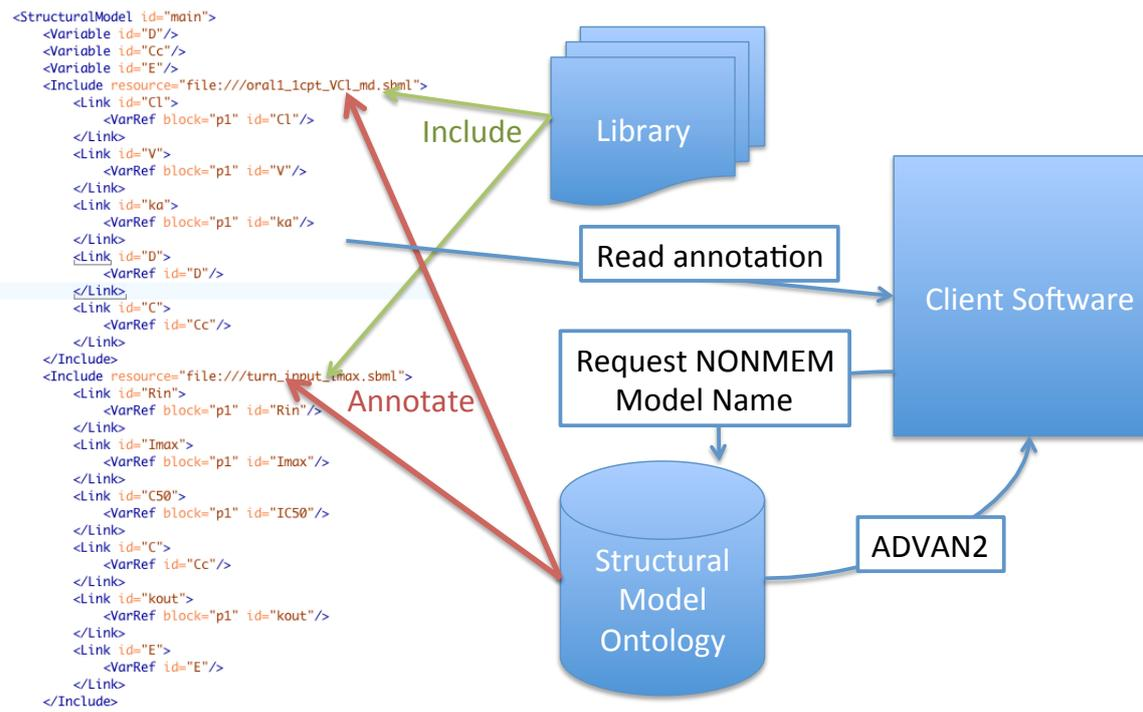 <StructuralModel id="main">
<Variable id="D"/>
<Variable id="Cc"/>
<Variable id="E"/>
<Include resource="file:///oral1_1cpt_VCl_md.sbml">
<Link id="Cl">
<VarRef block="p1" id="Cl"/>
</Link>
<Link id="V">
<VarRef block="p1" id="V"/>
</Link>
<Link id="ka">
<VarRef block="p1" id="ka"/>
</Link>
<Link id="D">
<VarRef id="D"/>
</Link>
<Link id="C">
<VarRef id="Cc"/>
</Link>
</Include>
<Include resource="file:///turn_input_Imax.sbml">
<Link id="Rin">
<VarRef block="p1" id="Rin"/>
</Link>
<Link id="Imax">
<VarRef block="p1" id="Imax"/>
</Link>
<Link id="C50">
<VarRef block="p1" id="IC50"/>
</Link>
<Link id="C">
<VarRef id="Cc"/>
</Link>
<Link id="kout">
<VarRef block="p1" id="kout"/>
</Link>
<Link id="E">
<VarRef id="E"/>
</Link>
</Include>
Include
Library
Read annotation
Client Software
Request NONMEM
Model Name
Annotate
ADVAN2
Structural
Model
Ontology